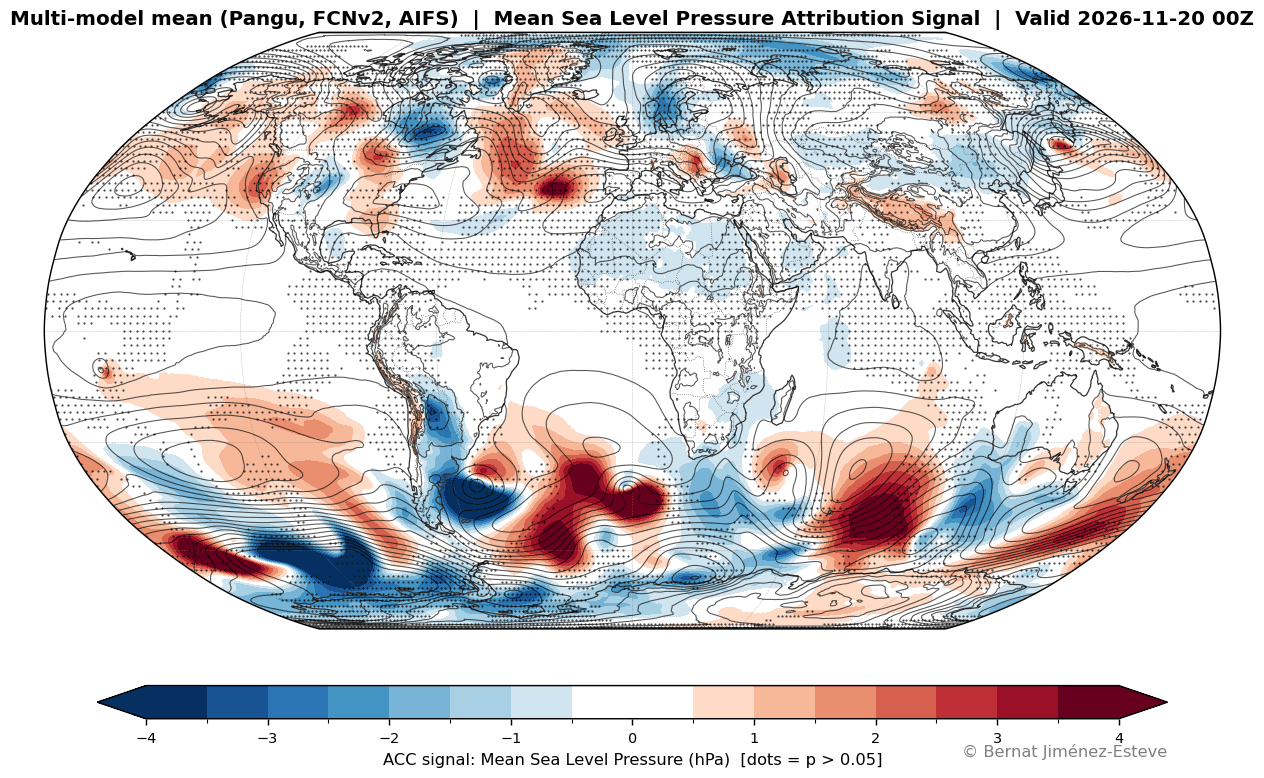 Multi-model mean (Pangu, FCNv2, AIFS)  |  Mean Sea Level Pressure Attribution Signal  |  Valid 2026-11-20 00Z
−4 −3 −2 −1 0 1 2 3 4
ACC signal: Mean Sea Level Pressure (hPa)  [dots = p > 0.05]
© Bernat Jiménez-Esteve